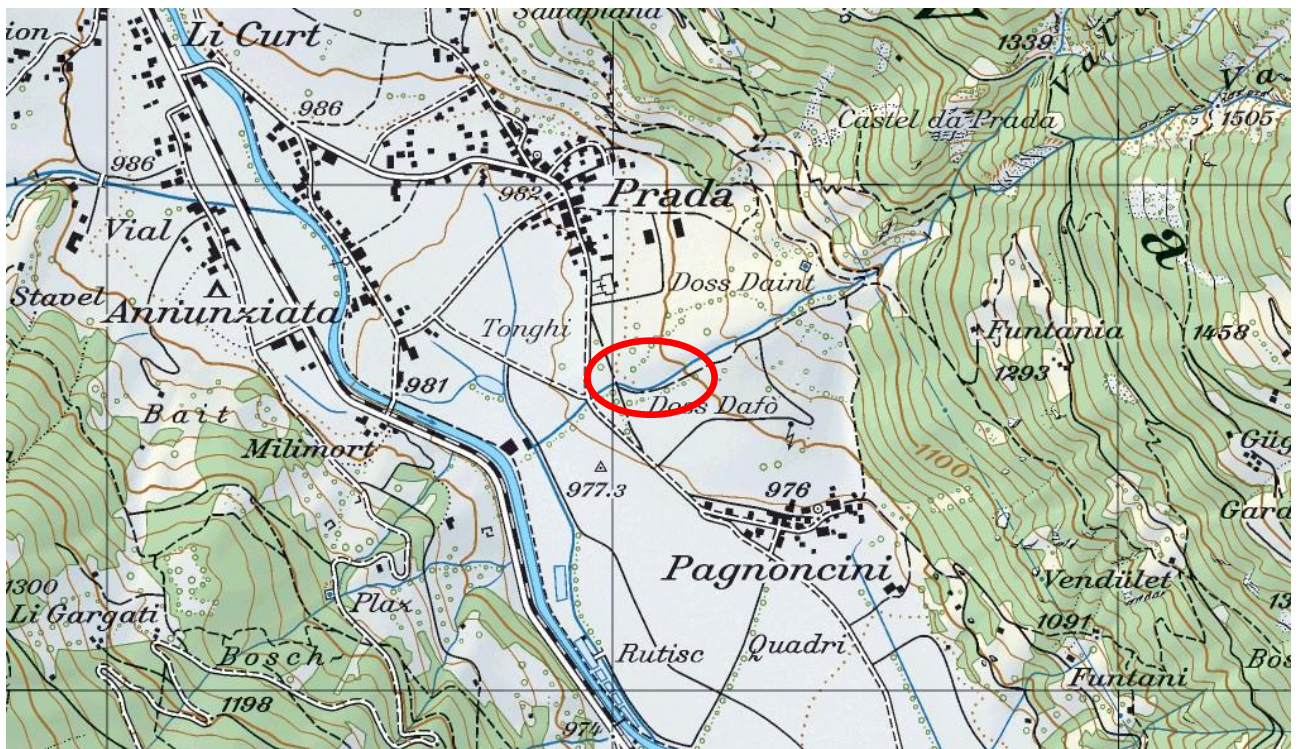 Li Curt
1339
Castel da Prada
1505
986
986
982
Prada
Vial
Stavel
Doss Daint
Annunziata
Tonghi
Funtania
1458
1293
981
Doss Dafò
Bait
Milimori
1100
977.3
976
Pagnoncini
1300
Li Gargati
Plaz
Vendület
1091
Bosch
Rutisc
Quadri
Funtani
1198
974